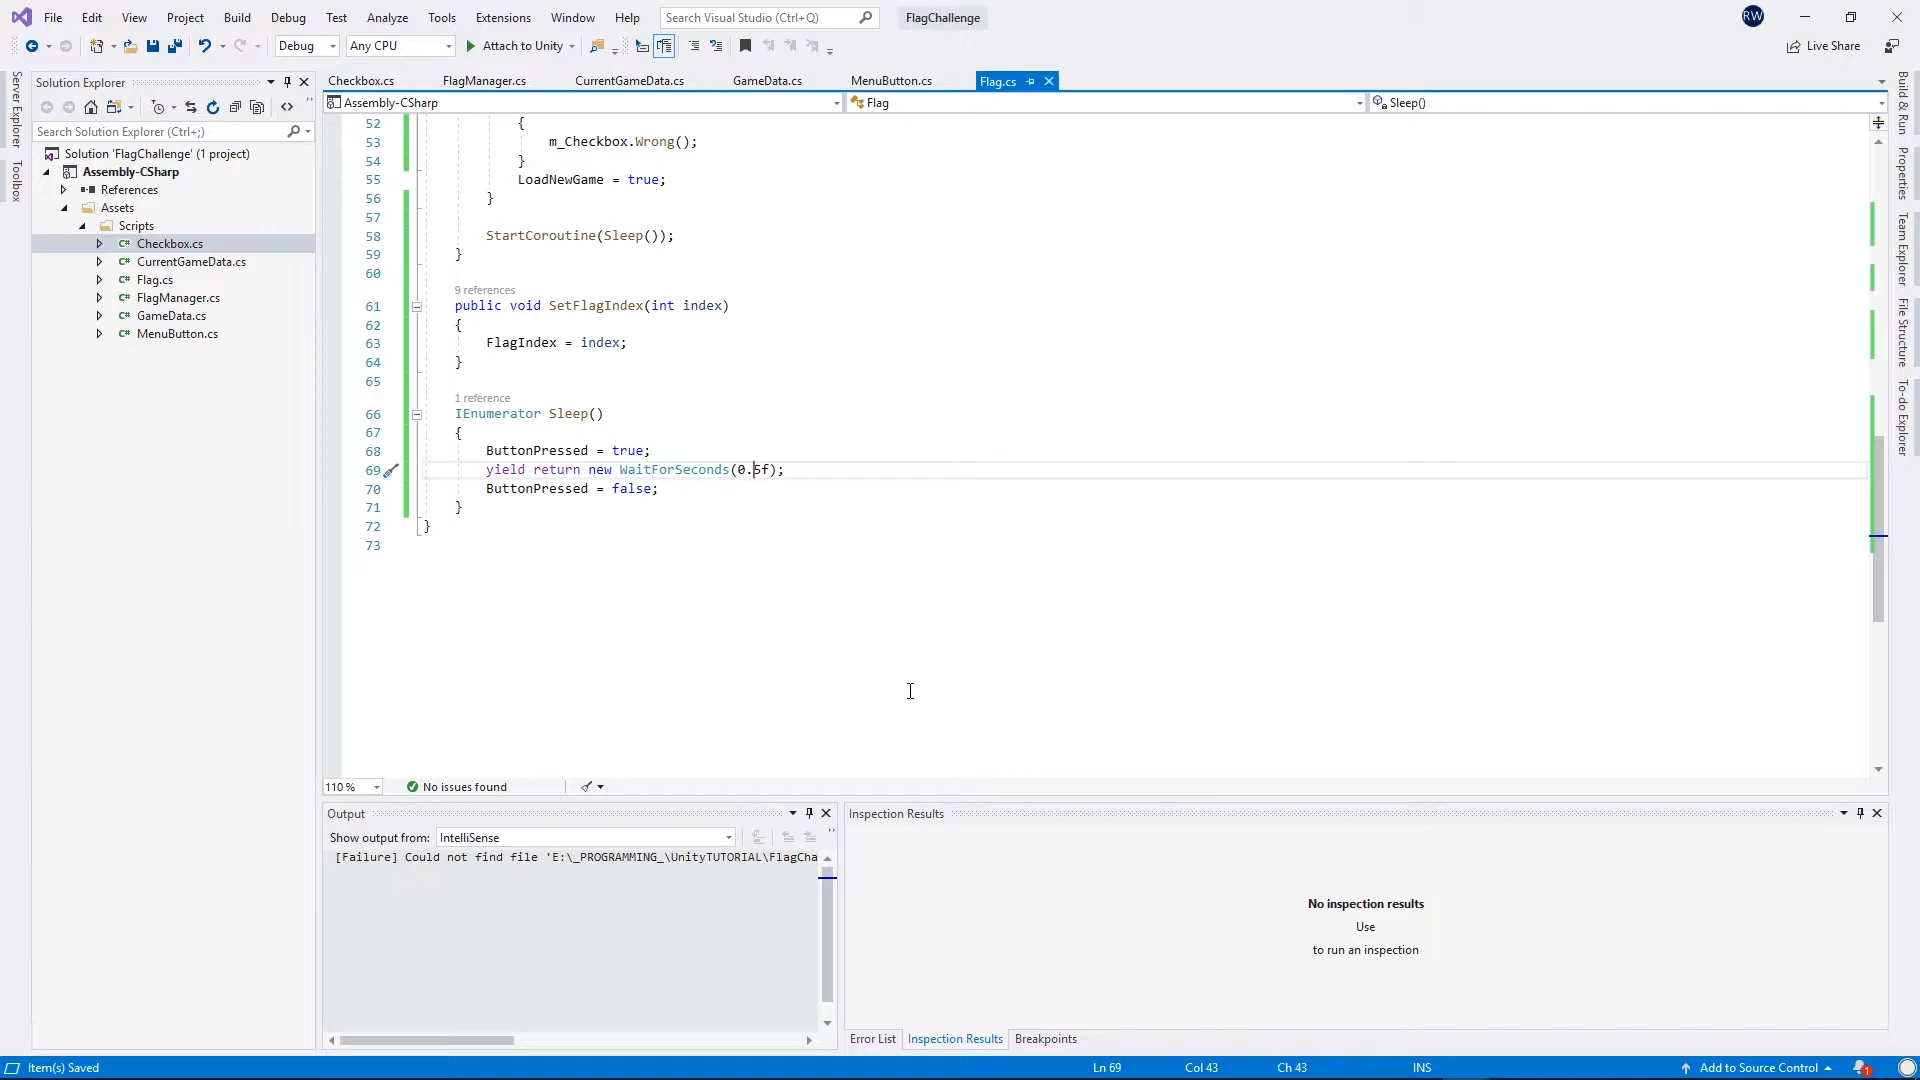 File Edit View Project Build Debug Test Analyze Tools Extensions Window Help Search Visual Studio (Ctrl+Q) FlagChallenge RW
Debug Any CPU Attach to Unity Live Share
Server Explorer
Toolbox
Solution Explorer
Search Solution Explorer (Ctrl+;)
Solution 'FlagChallenge' (1 project)
Assembly-CSharp
References
Assets
Scripts
C# Checkbox.cs
C# CurrentGameData.cs
C# Flag.cs
C# FlagManager.cs
C# GameData.cs
C# MenuButton.cs
Checkbox.cs FlagManager.cs CurrentGameData.cs GameData.cs MenuButton.cs Flag.cs
Assembly-CSharp Flag Sleep()
52 {
53 m_Checkbox.Wrong();
54 }
55 LoadNewGame = true;
56 }
57
58 StartCoroutine(Sleep());
59 }
60
9 references
61 public void SetFlagIndex(int index)
62 {
63 FlagIndex = index;
64 }
65
1 reference
66 IEnumerator Sleep()
67 {
68 ButtonPressed = true;
69 yield return new WaitForSeconds(0.5f);
70 ButtonPressed = false;
71 }
72 }
73
110 % No issues found
Output
Show output from: IntelliSense
[Failure] Could not find file 'E:\_PROGRAMMING_\UnityTUTORIAL\FlagCha
Inspection Results
No inspection results
Use
to run an inspection
Error List Inspection Results Breakpoints
Build & Run
Properties
Team Explorer
File Structure
To-do Explorer
Item(s) Saved Ln 69 Col 43 Ch 43 INS Add to Source Control 1